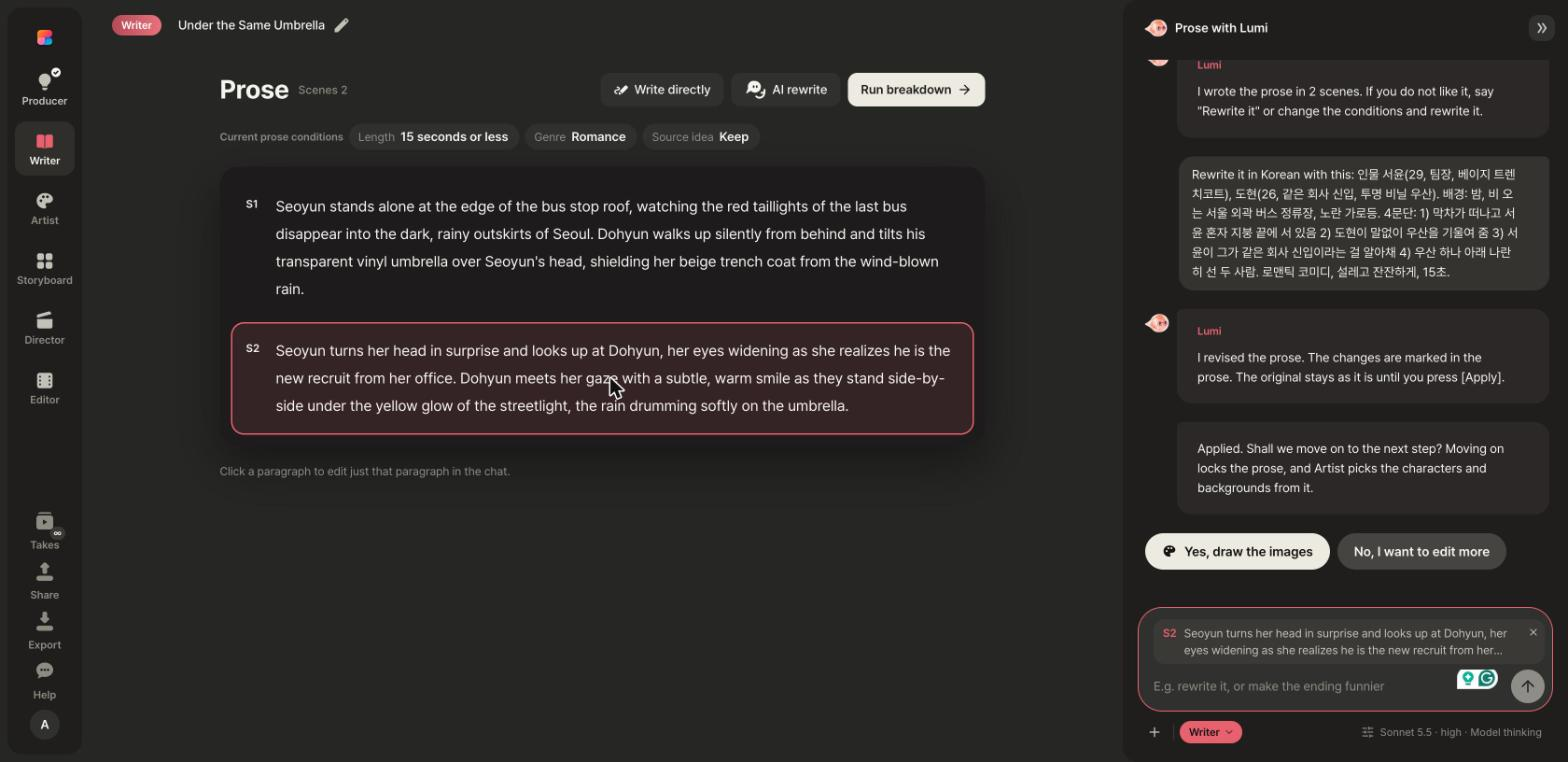 Writer
Under the Same Umbrella
Prose with Lumi
Producer
Writer
Artist
Storyboard
Director
Editor
Takes
Share
Export
Help
A
Prose
Scenes 2
Write directly
AI rewrite
Run breakdown
Current prose conditions
Length 15 seconds or less
Genre Romance
Source idea Keep
S1
Seoyun stands alone at the edge of the bus stop roof, watching the red taillights of the last bus
disappear into the dark, rainy outskirts of Seoul. Dohyun walks up silently from behind and tilts his
transparent vinyl umbrella over Seoyun's head, shielding her beige trench coat from the wind-blown
rain.
S2
Seoyun turns her head in surprise and looks up at Dohyun, her eyes widening as she realizes he is the
new recruit from her office. Dohyun meets her gaze with a subtle, warm smile as they stand side-by-
side under the yellow glow of the streetlight, the rain drumming softly on the umbrella.
Click a paragraph to edit just that paragraph in the chat.
Lumi
I wrote the prose in 2 scenes. If you do not like it, say
"Rewrite it" or change the conditions and rewrite it.
Rewrite it in Korean with this: 인물 서윤(29, 팀장, 베이지 트렌
치코트), 도현(26, 같은 회사 신입, 투명 비닐 우산). 배경: 밤, 비 오
는 서울 외곽 버스 정류장, 노란 가로등. 4문단: 1) 막차가 떠나고 서
윤 혼자 지붕 끝에 서 있음 2) 도현이 말없이 우산을 기울여 줌 3) 서
윤이 그가 같은 회사 신입이라는 걸 알아채 4) 우산 하나 아래 나란
히 선 두 사람. 로맨틱 코미디, 설레고 잔잔하게, 15초.
Lumi
I revised the prose. The changes are marked in the
prose. The original stays as it is until you press [Apply].
Applied. Shall we move on to the next step? Moving on
locks the prose, and Artist picks the characters and
backgrounds from it.
Yes, draw the images
No, I want to edit more
S2 Seoyun turns her head in surprise and looks up at Dohyun, her
eyes widening as she realizes he is the new recruit from her...
E.g. rewrite it, or make the ending funnier
Writer
Sonnet 5.5 · high · Model thinking